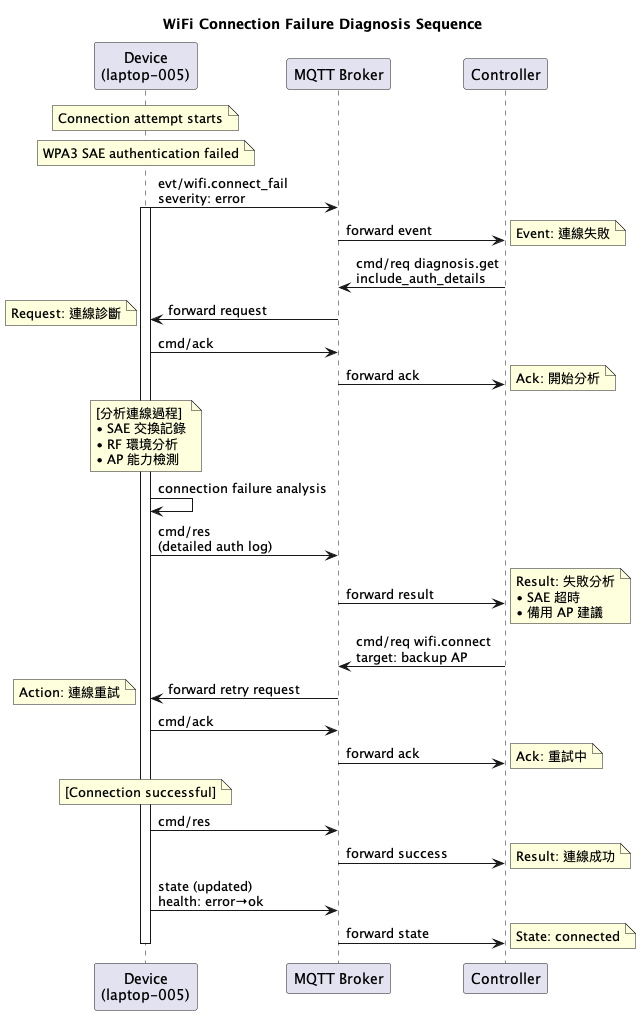 WiFi Connection Failure Diagnosis Sequence
Device
(laptop-005)
MQTT Broker
Controller
Connection attempt starts
WPA3 SAE authentication failed
evt/wifi.connect_fail
severity: error
forward event
Event: 連線失敗
cmd/req diagnosis.get
include_auth_details
Request: 連線診斷
forward request
cmd/ack
forward ack
Ack: 開始分析
[分析連線過程]
• SAE 交換記錄
• RF 環境分析
• AP 能力檢測
connection failure analysis
cmd/res
(detailed auth log)
forward result
Result: 失敗分析
• SAE 超時
• 備用 AP 建議
cmd/req wifi.connect
target: backup AP
Action: 連線重試
forward retry request
cmd/ack
forward ack
Ack: 重試中
[Connection successful]
cmd/res
forward success
Result: 連線成功
state (updated)
health: error→ok
forward state
State: connected
Device
(laptop-005)
MQTT Broker
Controller